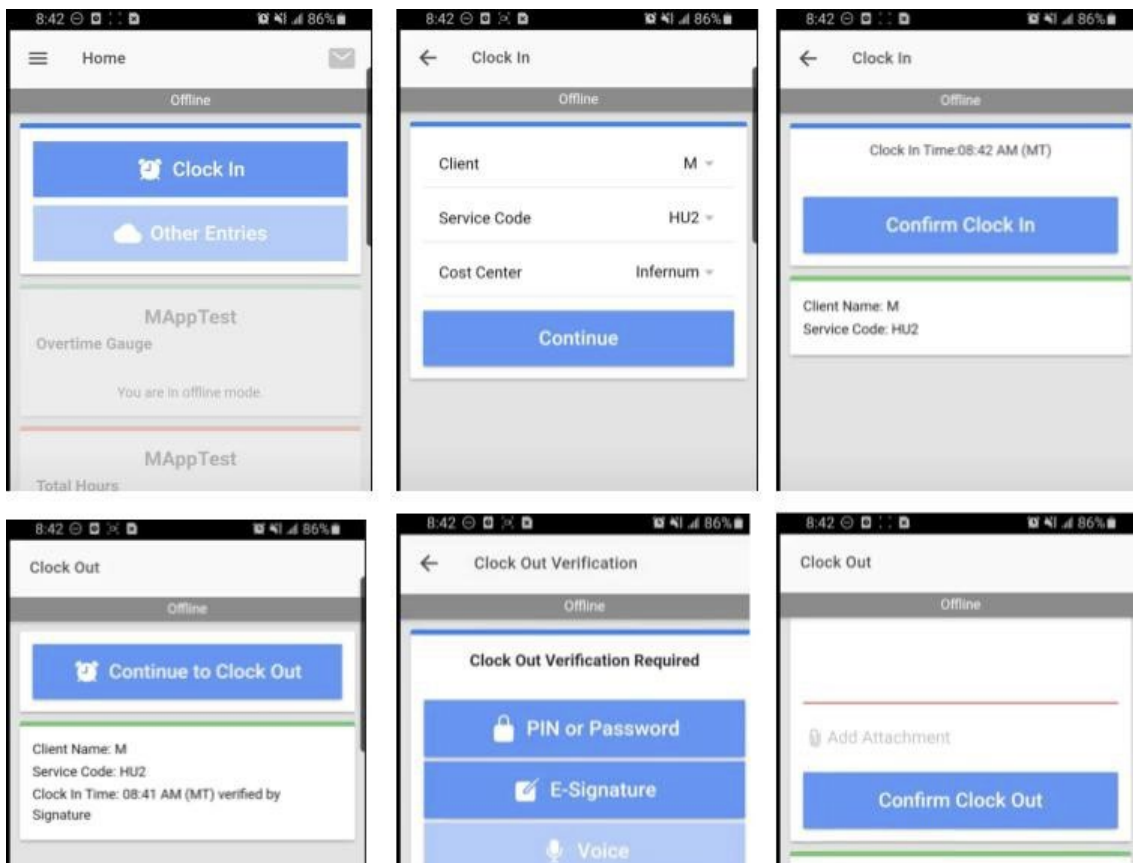 8:42 86%
Home
Offline
Clock In
Other Entries
MAppTest
Overtime Gauge
You are in offline mode.
MAppTest
Total Hours
8:42 86%
Clock In
Offline
Client M
Service Code HU2
Cost Center Infernum
Continue
8:42 86%
Clock In
Offline
Clock In Time:08:42 AM (MT)
Confirm Clock In
Client Name: M
Service Code: HU2
8:42 86%
Clock Out
Offline
Continue to Clock Out
Client Name: M
Service Code: HU2
Clock In Time: 08:41 AM (MT) verified by
Signature
8:42 86%
Clock Out Verification
Offline
Clock Out Verification Required
PIN or Password
E-Signature
Voice
8:42 86%
Clock Out
Offline
Add Attachment
Confirm Clock Out